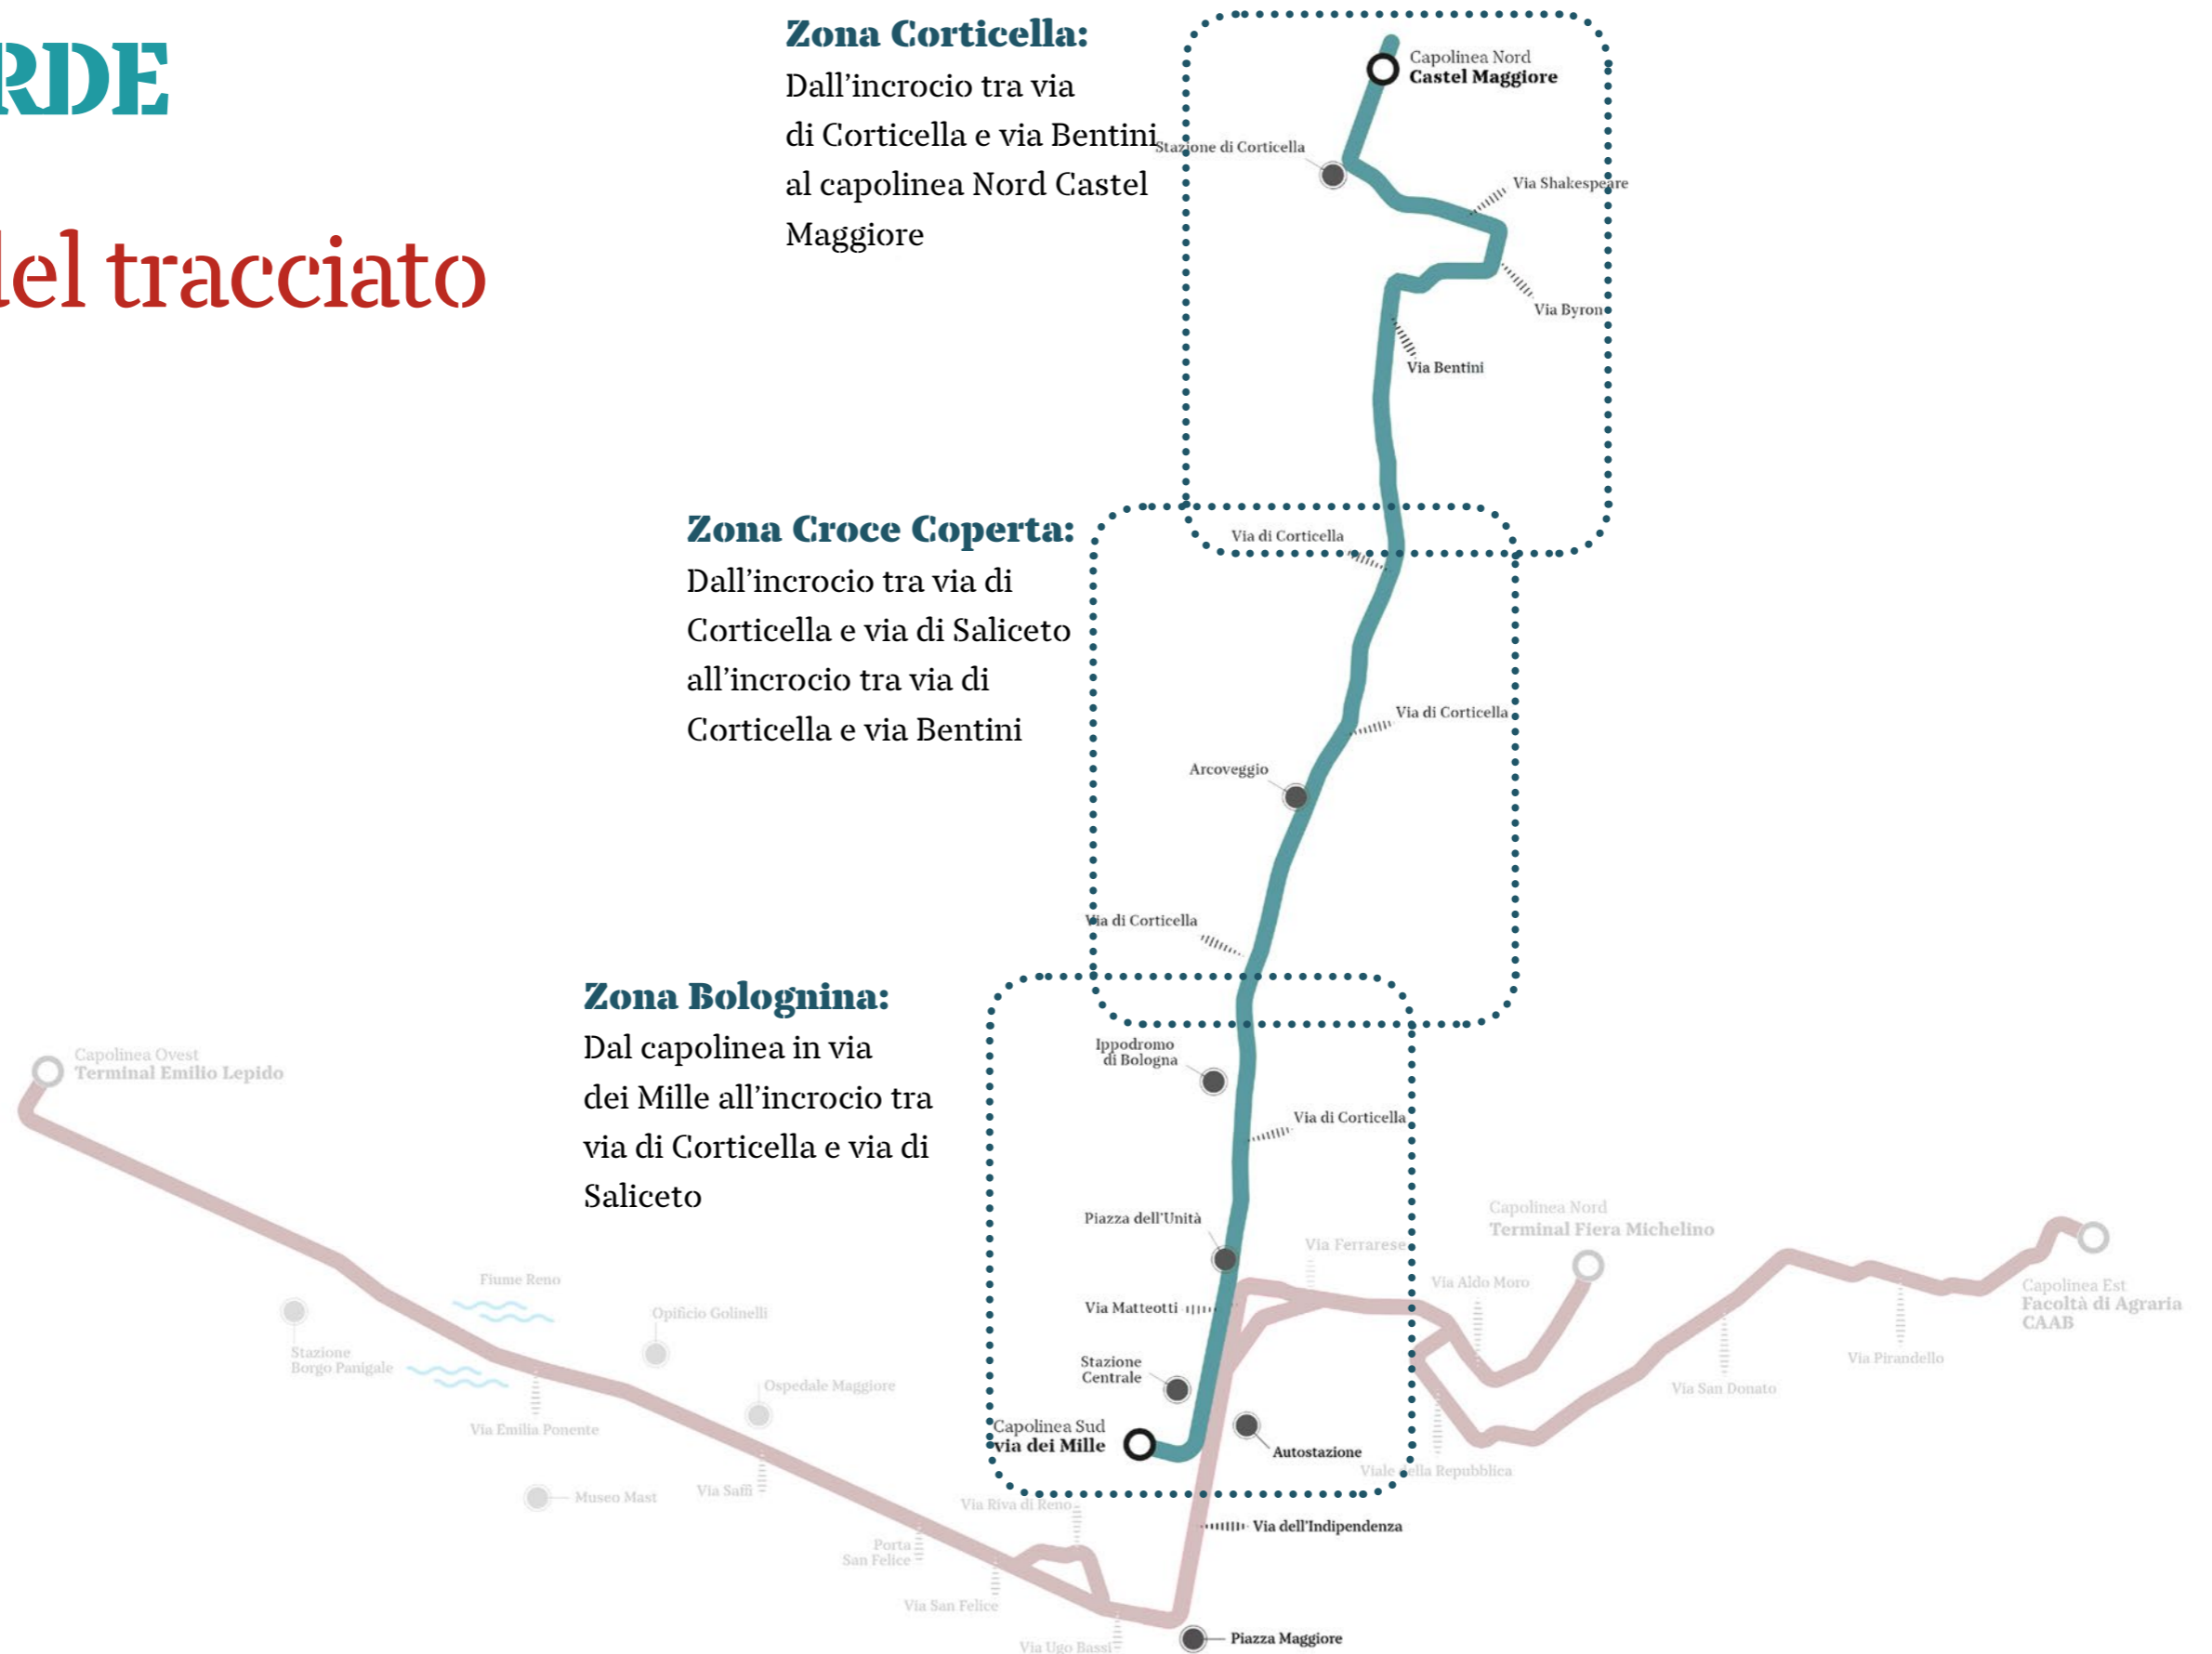 RDE
del tracciato
Zona Corticella:
Dall'incrocio tra via
di Corticella e via Bentini
al capolinea Nord Castel
Maggiore
Capolinea Nord
Castel Maggiore
Stazione di Corticella
Via Shakespeare
Via Byron
Via Bentini
Zona Croce Coperta:
Dall'incrocio tra via di
Corticella e via di Saliceto
all'incrocio tra via di
Corticella e via Bentini
Via di Corticella
Via di Corticella
Arcoveggio
Via di Corticella
Zona Bolognina:
Dal capolinea in via
dei Mille all'incrocio tra
via di Corticella e via di
Saliceto
Ippodromo
di Bologna
Via di Corticella
Piazza dell'Unità
Via Matteotti
Stazione
Centrale
Capolinea Sud
via dei Mille
Autostazione
Via dell'Indipendenza
Piazza Maggiore
Capolinea Ovest
Terminal Emilio Lepido
Fiume Reno
Stazione
Borgo Panigale
Opificio Golinelli
Via Emilia Ponente
Ospedale Maggiore
Museo Mast
Via Saffi
Porta
San Felice
Via San Felice
Via Riva di Reno
Via Ugo Bassi
Via Ferrarese
Capolinea Nord
Terminal Fiera Michelino
Via Aldo Moro
Viale della Repubblica
Via San Donato
Via Pirandello
Capolinea Est
Facoltà di Agraria
CAAB